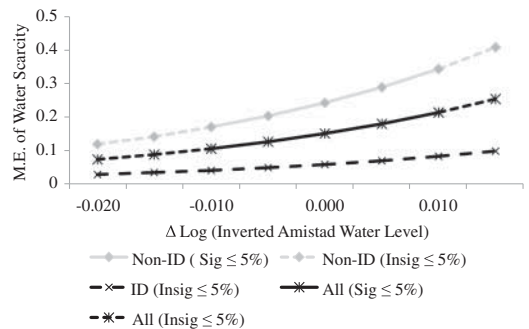 0.5
0.4
0.3
0.2
0.1
0
M.E. of Water Scarcity
-0.020 -0.010 0.000 0.010
Δ Log (Inverted Amistad Water Level)
Non-ID ( Sig ≤ 5%) Non-ID (Insig ≤ 5%)
ID (Insig ≤ 5%) All (Sig ≤ 5%)
All (Insig ≤ 5%)